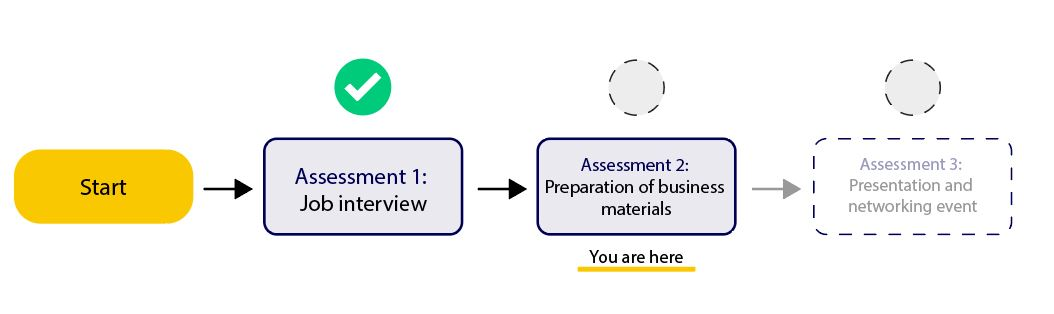 Start
Assessment 1:
Job interview
Assessment 2:
Preparation of business
materials
Assessment 3:
Presentation and
networking event
You are here